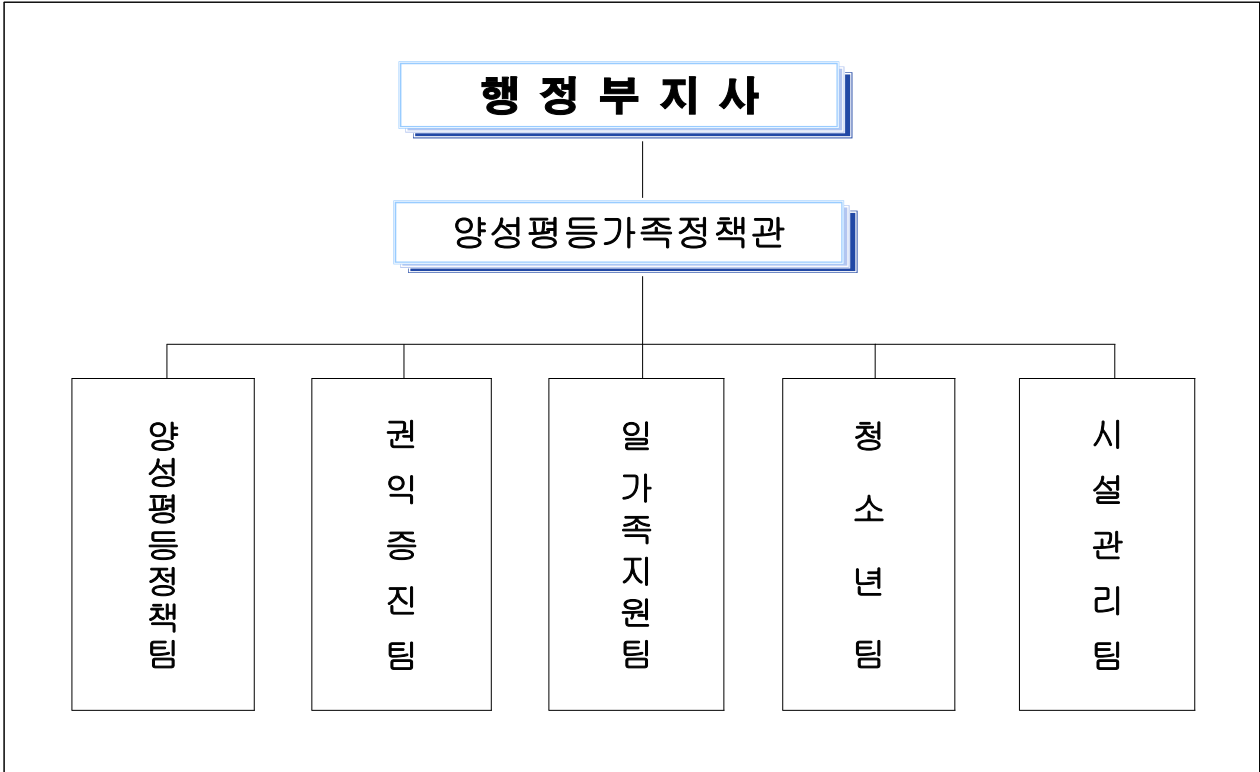 행 정 부 지 사
양성평등가족정책관
양성평등정책팀
권익증진팀
일 가족지원팀
청소년팀
시설관리팀